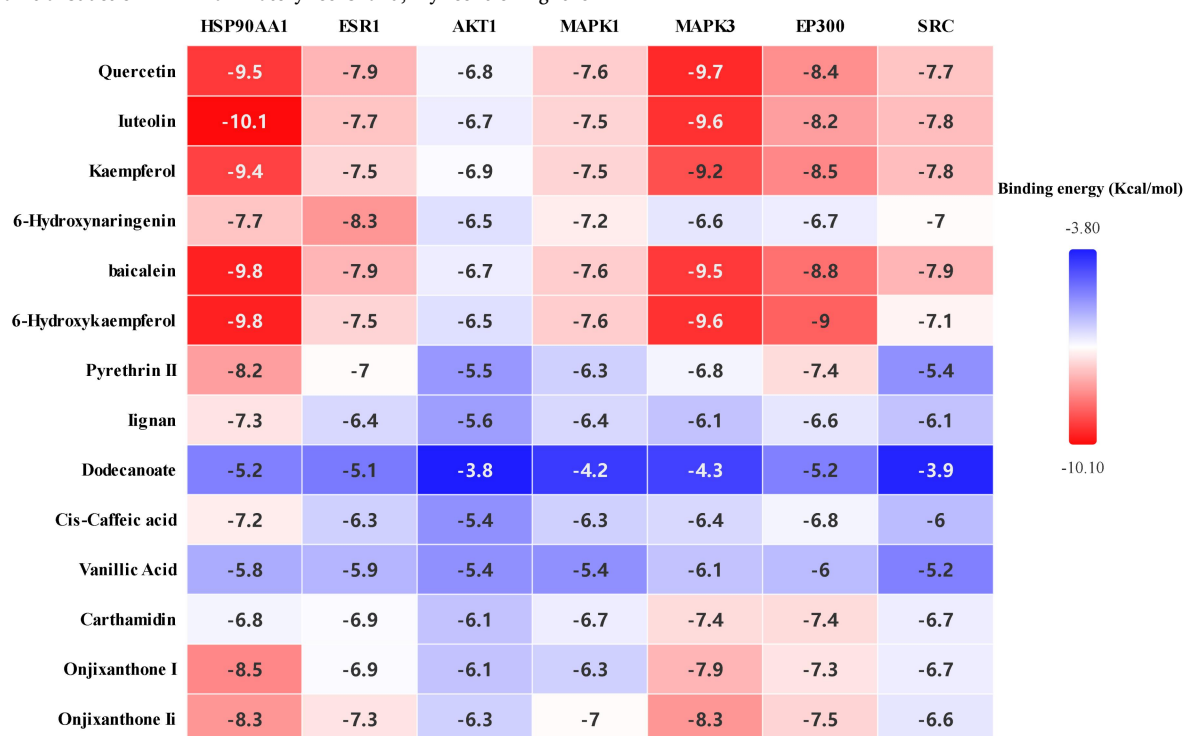 HSP90AA1 ESR1 AKT1 MAPK1 MAPK3 EP300 SRC
Quercetin -9.5 -7.9 -6.8 -7.6 -9.7 -8.4 -7.7
luteolin -10.1 -7.7 -6.7 -7.5 -9.6 -8.2 -7.8
Kaempferol -9.4 -7.5 -6.9 -7.5 -9.2 -8.5 -7.8
Binding energy (Kcal/mol)
6-Hydroxynaringenin -7.7 -8.3 -6.5 -7.2 -6.6 -6.7 -7
-3.80
baicalein -9.8 -7.9 -6.7 -7.6 -9.5 -8.8 -7.9
6-Hydroxykaempferol -9.8 -7.5 -6.5 -7.6 -9.6 -9 -7.1
Pyrethrin II -8.2 -7 -5.5 -6.3 -6.8 -7.4 -5.4
lignan -7.3 -6.4 -5.6 -6.4 -6.1 -6.6 -6.1
Dodecanoate -5.2 -5.1 -3.8 -4.2 -4.3 -5.2 -3.9
-10.10
Cis-Caffeic acid -7.2 -6.3 -5.4 -6.3 -6.4 -6.8 -6
Vanillic Acid -5.8 -5.9 -5.4 -5.4 -6.1 -6 -5.2
Carthamidin -6.8 -6.9 -6.1 -6.7 -7.4 -7.4 -6.7
Onjixanthone I -8.5 -6.9 -6.1 -6.3 -7.9 -7.3 -6.7
Onjixanthone Ii -8.3 -7.3 -6.3 -7 -8.3 -7.5 -6.6